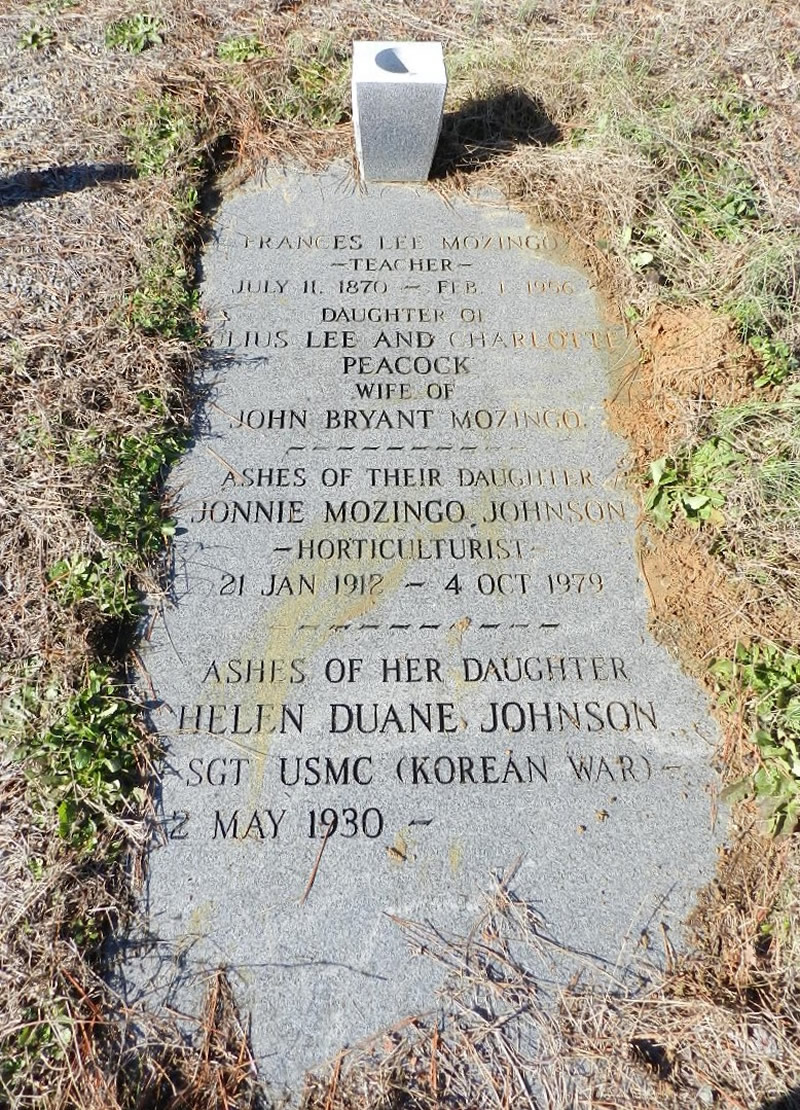 FRANCES LEE MOZINGO
-TEACHER-
JULY 11, 1870 - FEB. 1, 1956
DAUGHTER OF
JULIUS LEE AND CHARLOTTE
PEACOCK
WIFE OF
JOHN BRYANT MOZINGO
----------
ASHES OF THEIR DAUGHTER
JONNIE MOZINGO JOHNSON
-HORTICULTURIST-
21 JAN 1912 - 4 OCT 1979
----------
ASHES OF HER DAUGHTER
HELEN DUANE JOHNSON
-SGT USMC (KOREAN WAR)-
2 MAY 1930 -